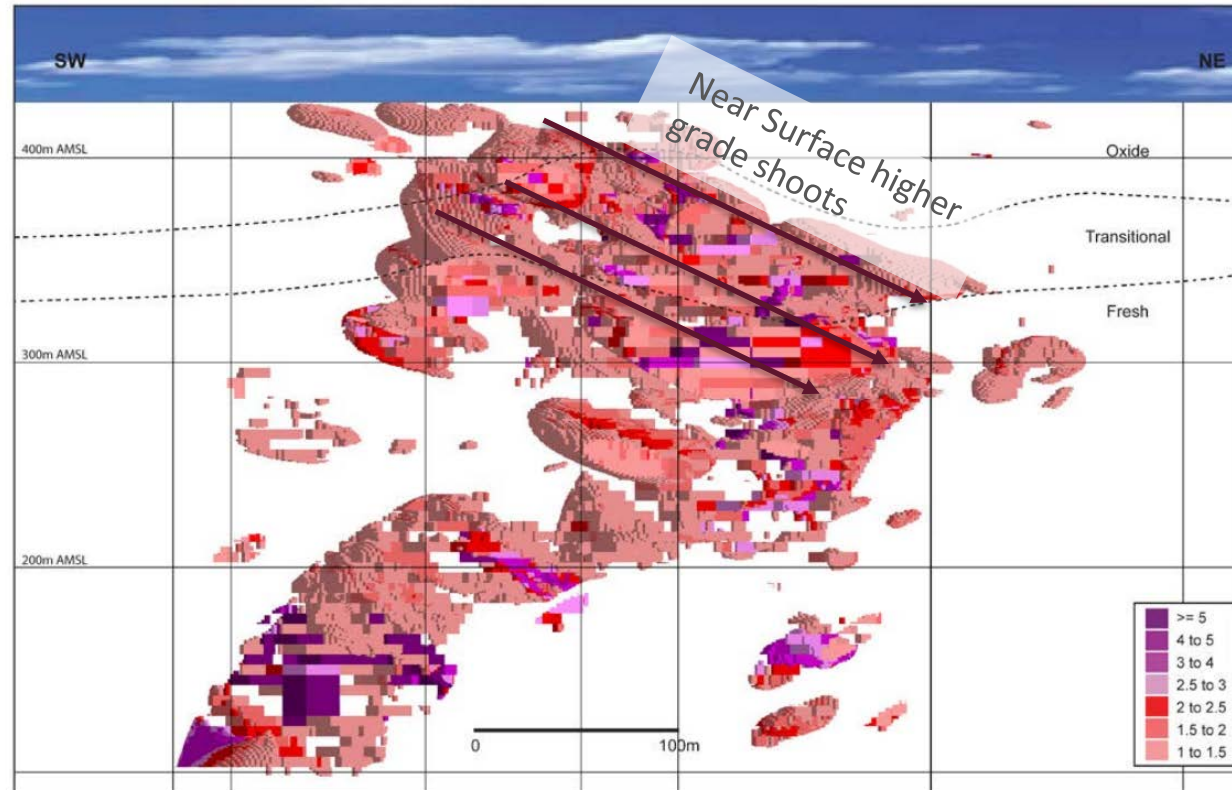 SW
NE
Near Surface higher
grade shoots
400m AMSL
Oxide
Transitional
Fresh
300m AMSL
200m AMSL
>= 5
4 to 5
3 to 4
2.5 to 3
2 to 2.5
1.5 to 2
1 to 1.5
0
100m